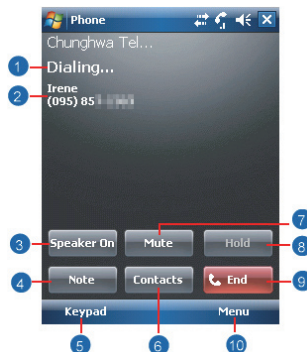 Phone
Chunghwa Tel...
1 Dialing...
2 Irene
(095) 85
7
3 Speaker On Mute Hold 8
4 Note Contacts End 9
Keypad Menu
5 6 10